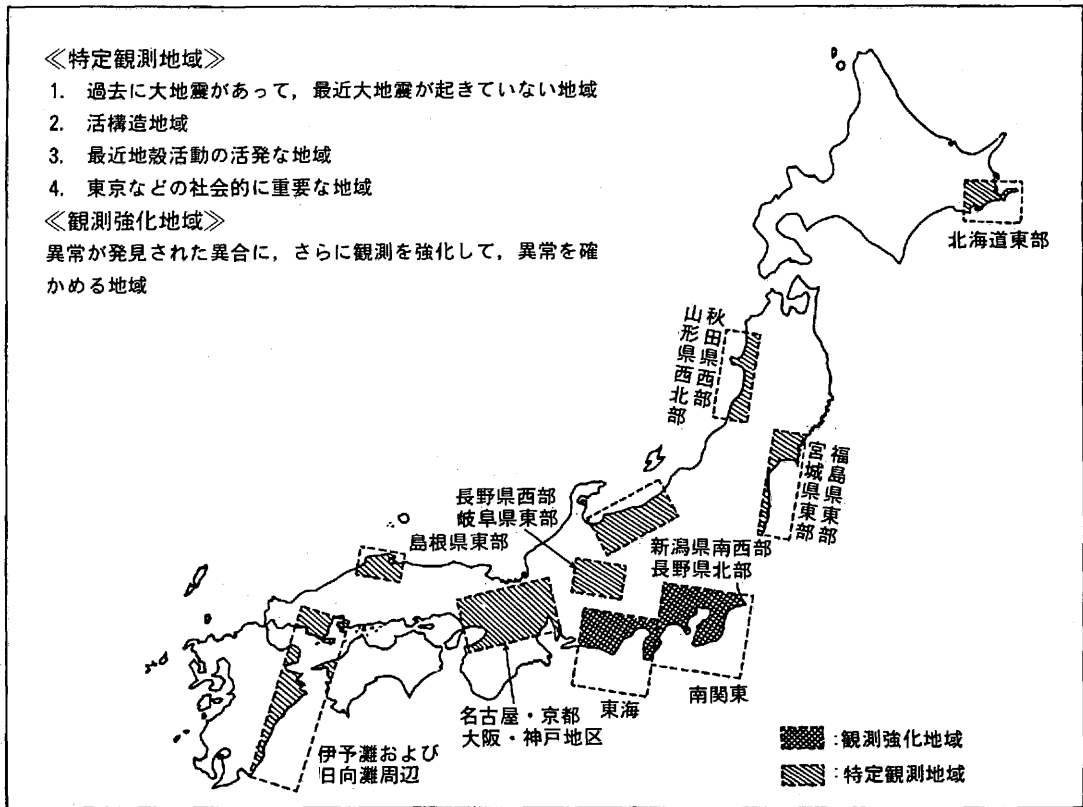 ≪特定観測地域≫
1. 過去に大地震があって，最近大地震が起きていない地域
2. 活構造地域
3. 最近地殻活動の活発な地域
4. 東京などの社会的に重要な地域
≪観測強化地域≫
異常が発見された異合に，さらに観測を強化して，異常を確
かめる地域
北海道東部
秋田県西部
山形県西北部
福島県東部
宮城県東部
長野県西部
岐阜県東部
島根県東部
新潟県南西部
長野県北部
南関東
東海
名古屋・京都
大阪・神戸地区
伊予灘および
日向灘周辺
:観測強化地域
:特定観測地域